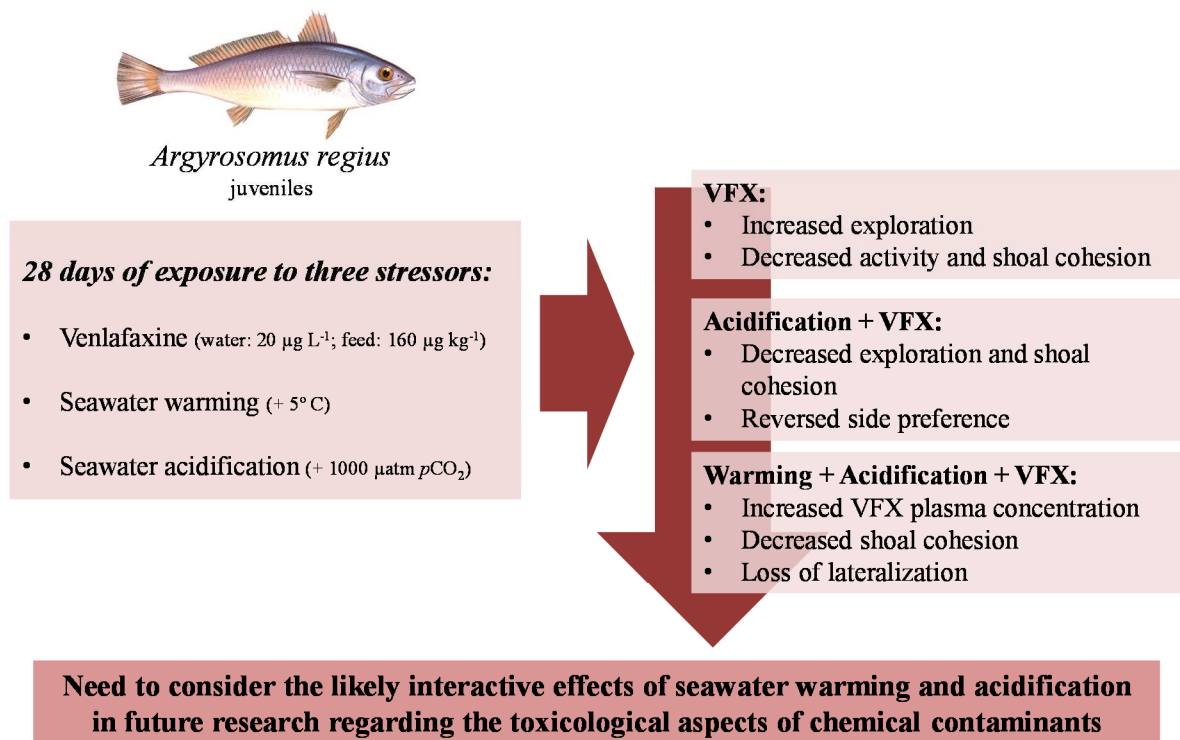 Argyrosomus regius
juveniles
28 days of exposure to three stressors:
• Venlafaxine (water: 20 µg L⁻¹; feed: 160 µg kg⁻¹)
• Seawater warming (+ 5º C)
• Seawater acidification (+ 1000 µatm pCO₂)
VFX:
• Increased exploration
• Decreased activity and shoal cohesion
Acidification + VFX:
• Decreased exploration and shoal
cohesion
• Reversed side preference
Warming + Acidification + VFX:
• Increased VFX plasma concentration
• Decreased shoal cohesion
• Loss of lateralization
Need to consider the likely interactive effects of seawater warming and acidification
in future research regarding the toxicological aspects of chemical contaminants